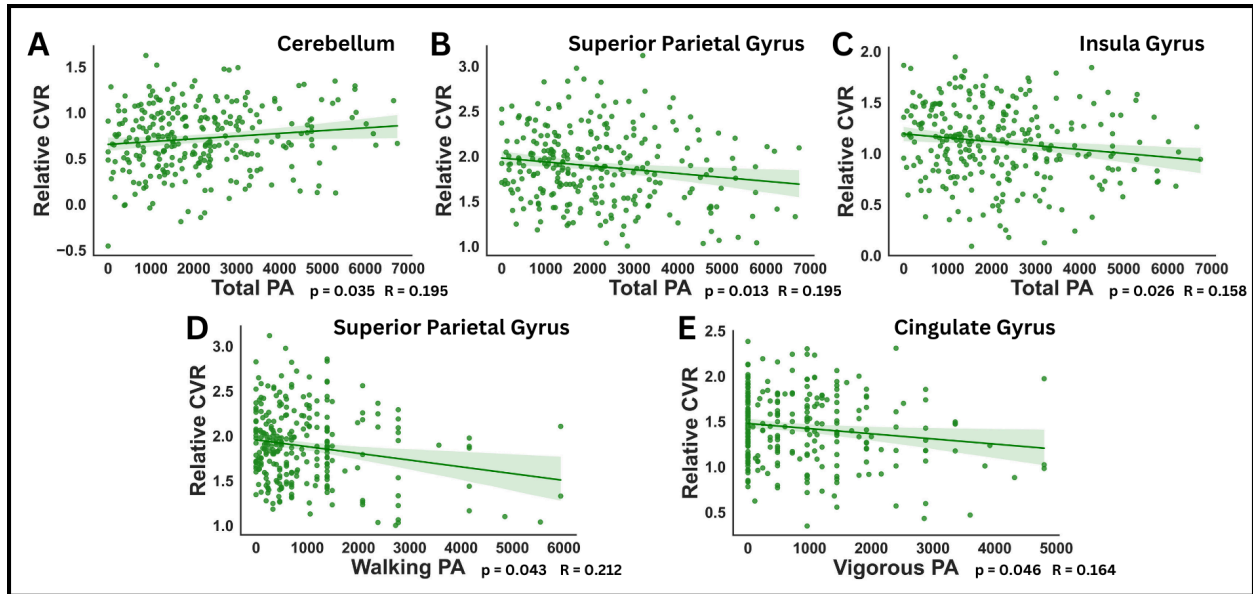 A
Cerebellum
Relative CVR
1.5
1.0
0.5
0.0
−0.5
0 1000 2000 3000 4000 5000 6000 7000
Total PA p = 0.035 R = 0.195
B
Superior Parietal Gyrus
Relative CVR
3.0
2.5
2.0
1.5
1.0
0 1000 2000 3000 4000 5000 6000 7000
Total PA p = 0.013 R = 0.195
C
Insula Gyrus
Relative CVR
2.0
1.5
1.0
0.5
0.0
0 1000 2000 3000 4000 5000 6000 7000
Total PA p = 0.026 R = 0.158
D
Superior Parietal Gyrus
Relative CVR
3.0
2.5
2.0
1.5
1.0
0 1000 2000 3000 4000 5000 6000
Walking PA p = 0.043 R = 0.212
E
Cingulate Gyrus
Relative CVR
2.5
2.0
1.5
1.0
0.5
0 1000 2000 3000 4000 5000
Vigorous PA p = 0.046 R = 0.164